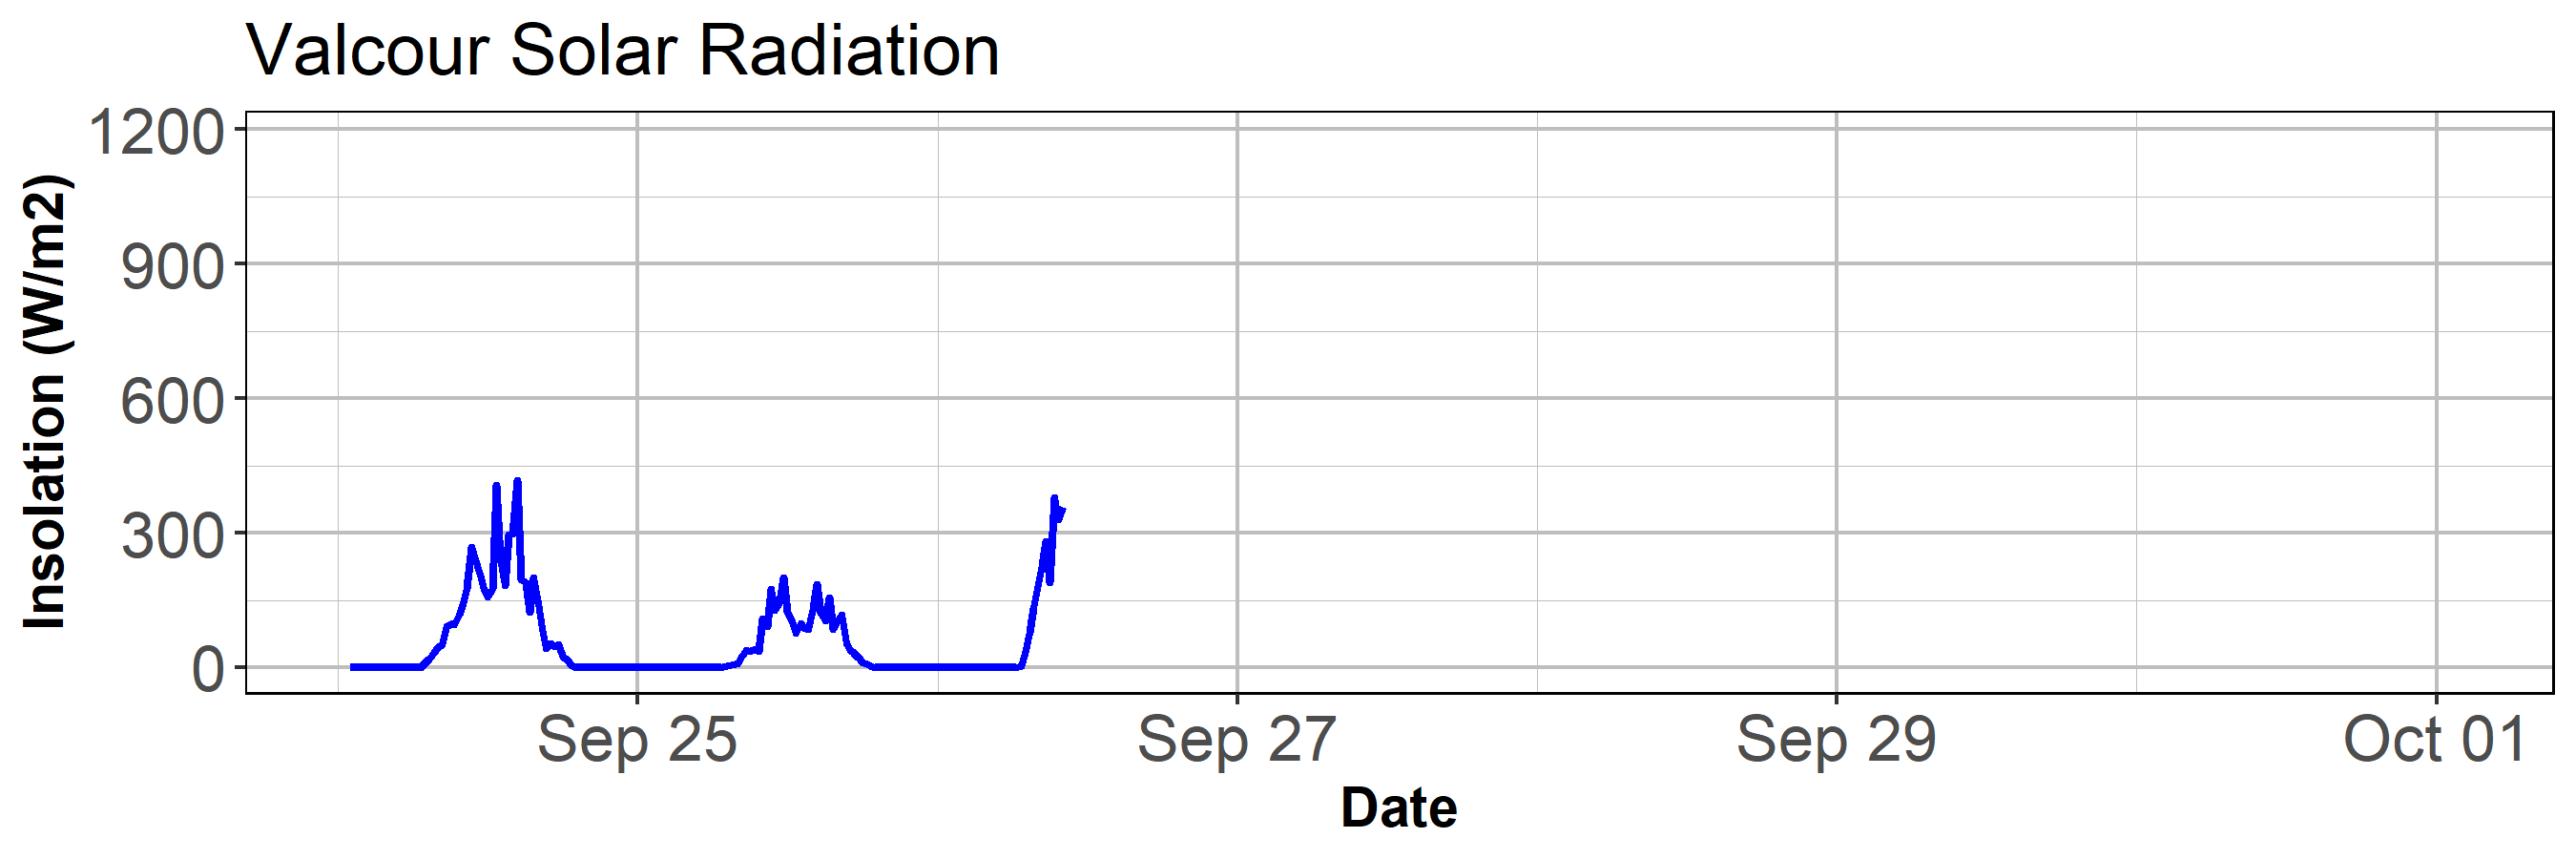 Valcour Solar Radiation
Insolation (W/m2)
1200
900
600
300
0
Sep 25 Sep 27 Sep 29 Oct 01
Date